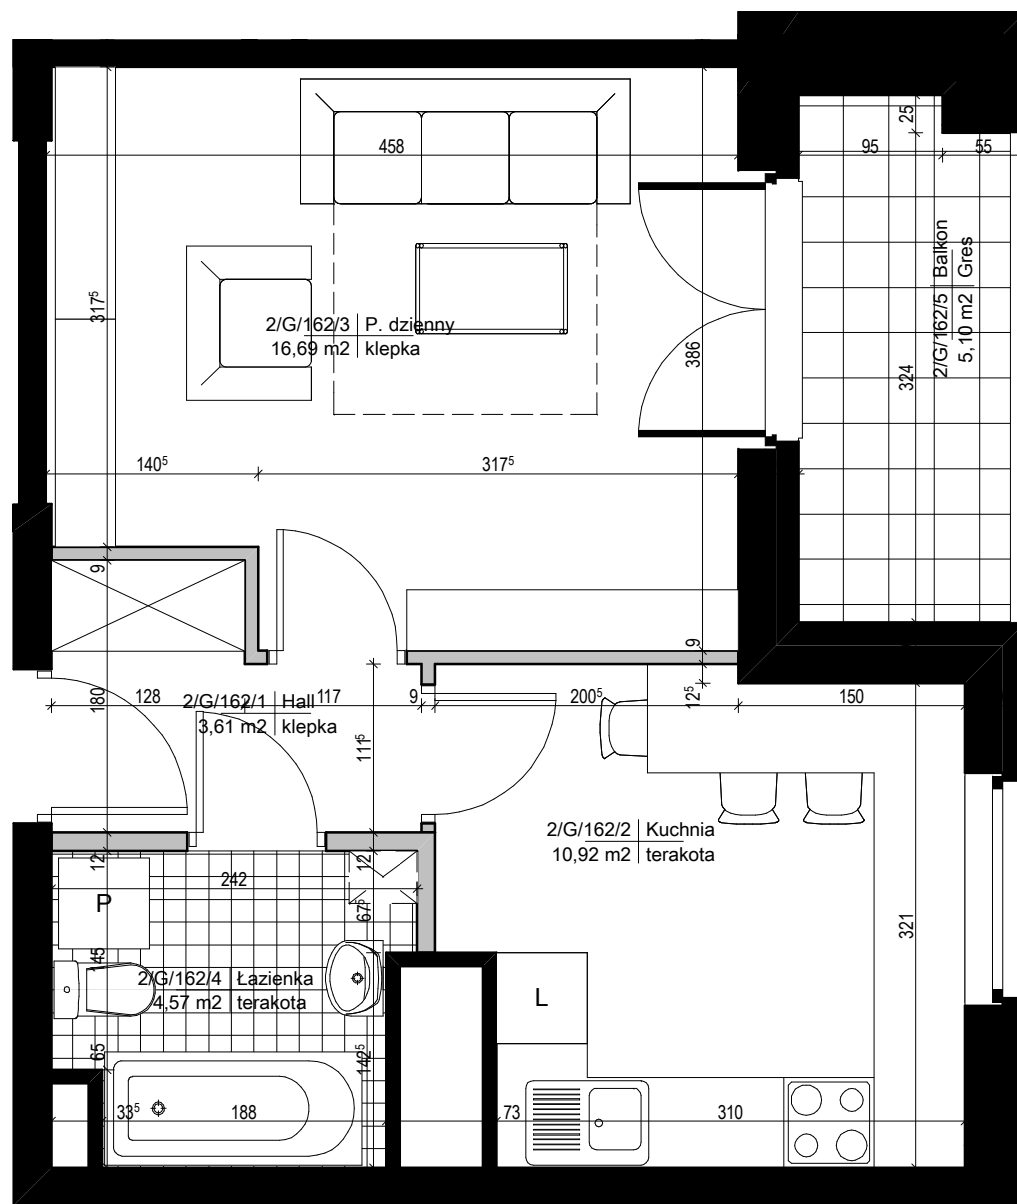 25
458
95
55
2/G/162/5 | Balkon
5,10 m2 | Gres
317⁵
2/G/162/3 | P. dzienny
16,69 m2 | klepka
386
324
140⁵
317⁵
9
9
180
128
2/G/162/1 | Hall
3,61 m2 | klepka
117
9
200⁵
12⁵
150
111⁵
2/G/162/2 | Kuchnia
10,92 m2 | terakota
12
12
242
P
67⁵
321
45
2/G/162/4 | Łazienka
4,57 m2 | terakota
L
65
142⁵
33⁵
188
73
310